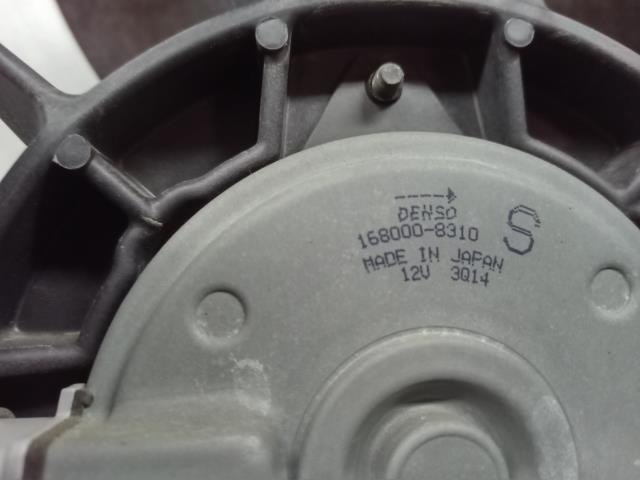 DENSO
168000-8310
S
MADE IN JAPAN
12V 3Q14